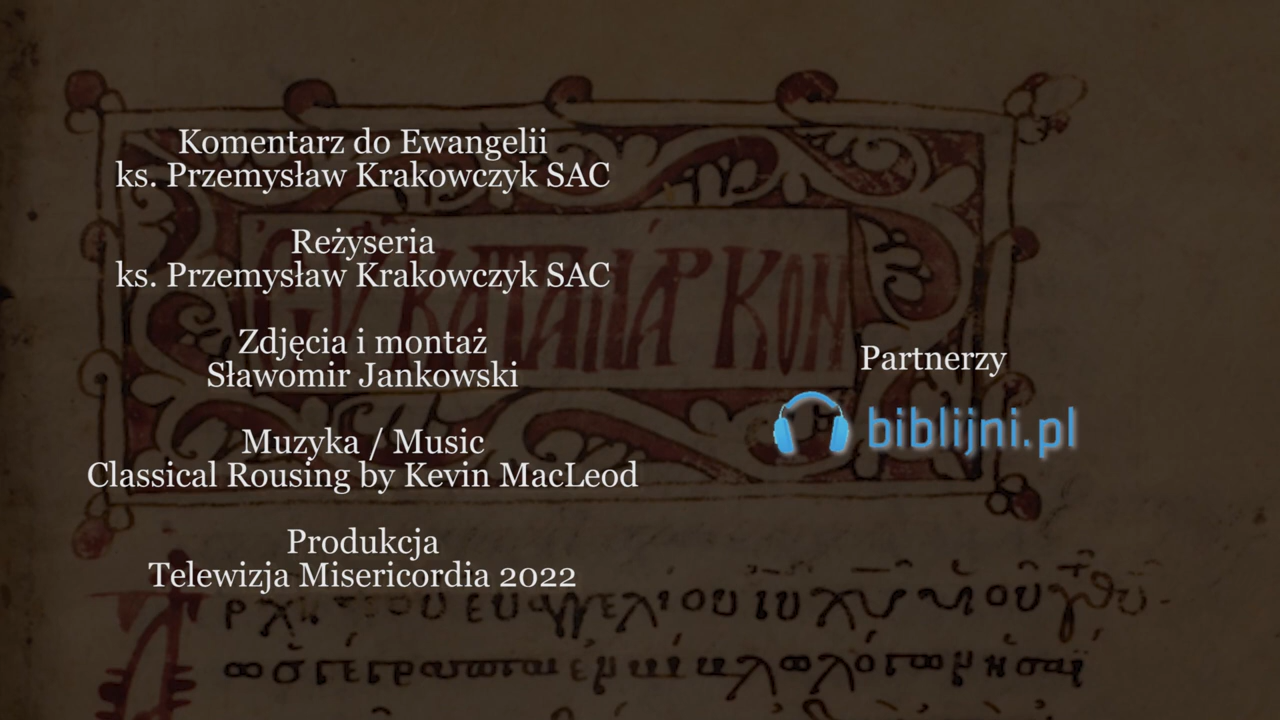 Komentarz do Ewangelii
ks. Przemysław Krakowczyk SAC
Reżyseria
ks. Przemysław Krakowczyk SAC
Zdjęcia i montaż
Sławomir Jankowski
Muzyka / Music
Classical Rousing by Kevin MacLeod
Produkcja
Telewizja Misericordia 2022
Partnerzy
biblijni.pl